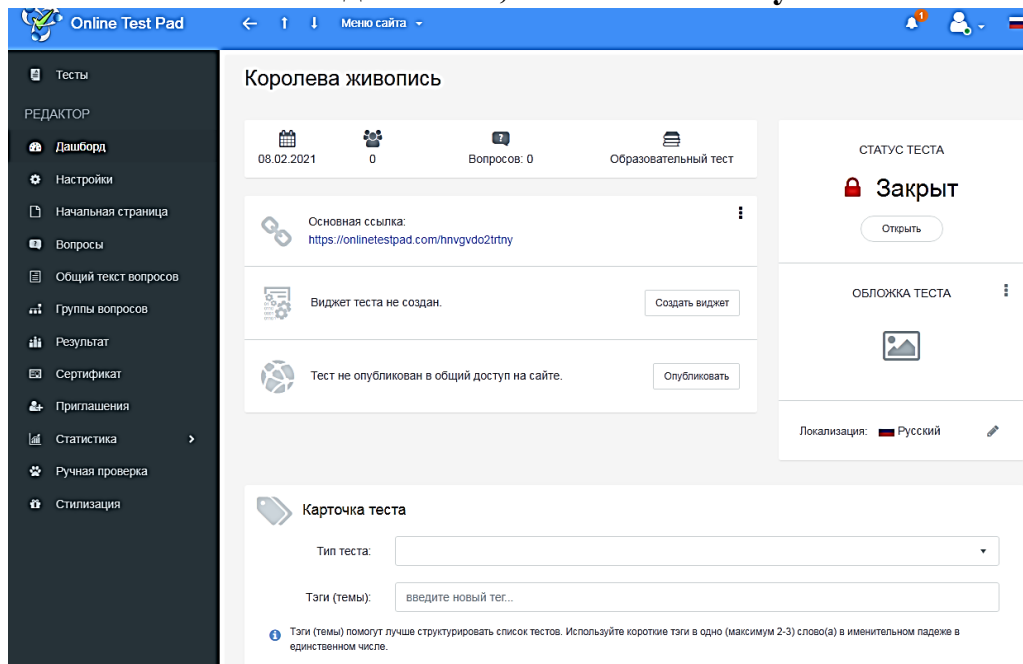 Online Test Pad
Меню сайта
1
Тесты
РЕДАКТОР
Дашборд
Настройки
Начальная страница
Вопросы
Общий текст вопросов
Группы вопросов
Результат
Сертификат
Приглашения
Статистика
Ручная проверка
Стилизация
Королева живопись
08.02.2021
0
Вопросов: 0
Образовательный тест
Основная ссылка:
https://onlinetestpad.com/hnvgvdo2trtny
Виджет теста не создан.
Создать виджет
Тест не опубликован в общий доступ на сайте.
Опубликовать
СТАТУС ТЕСТА
Закрыт
Открыть
ОБЛОЖКА ТЕСТА
Локализация: Русский
Карточка теста
Тип теста:
Тэги (темы): введите новый тег...
Тэги (темы) помогут лучше структурировать список тестов. Используйте короткие тэги в одно (максимум 2-3) слово(а) в именительном падеже в
единственном числе.